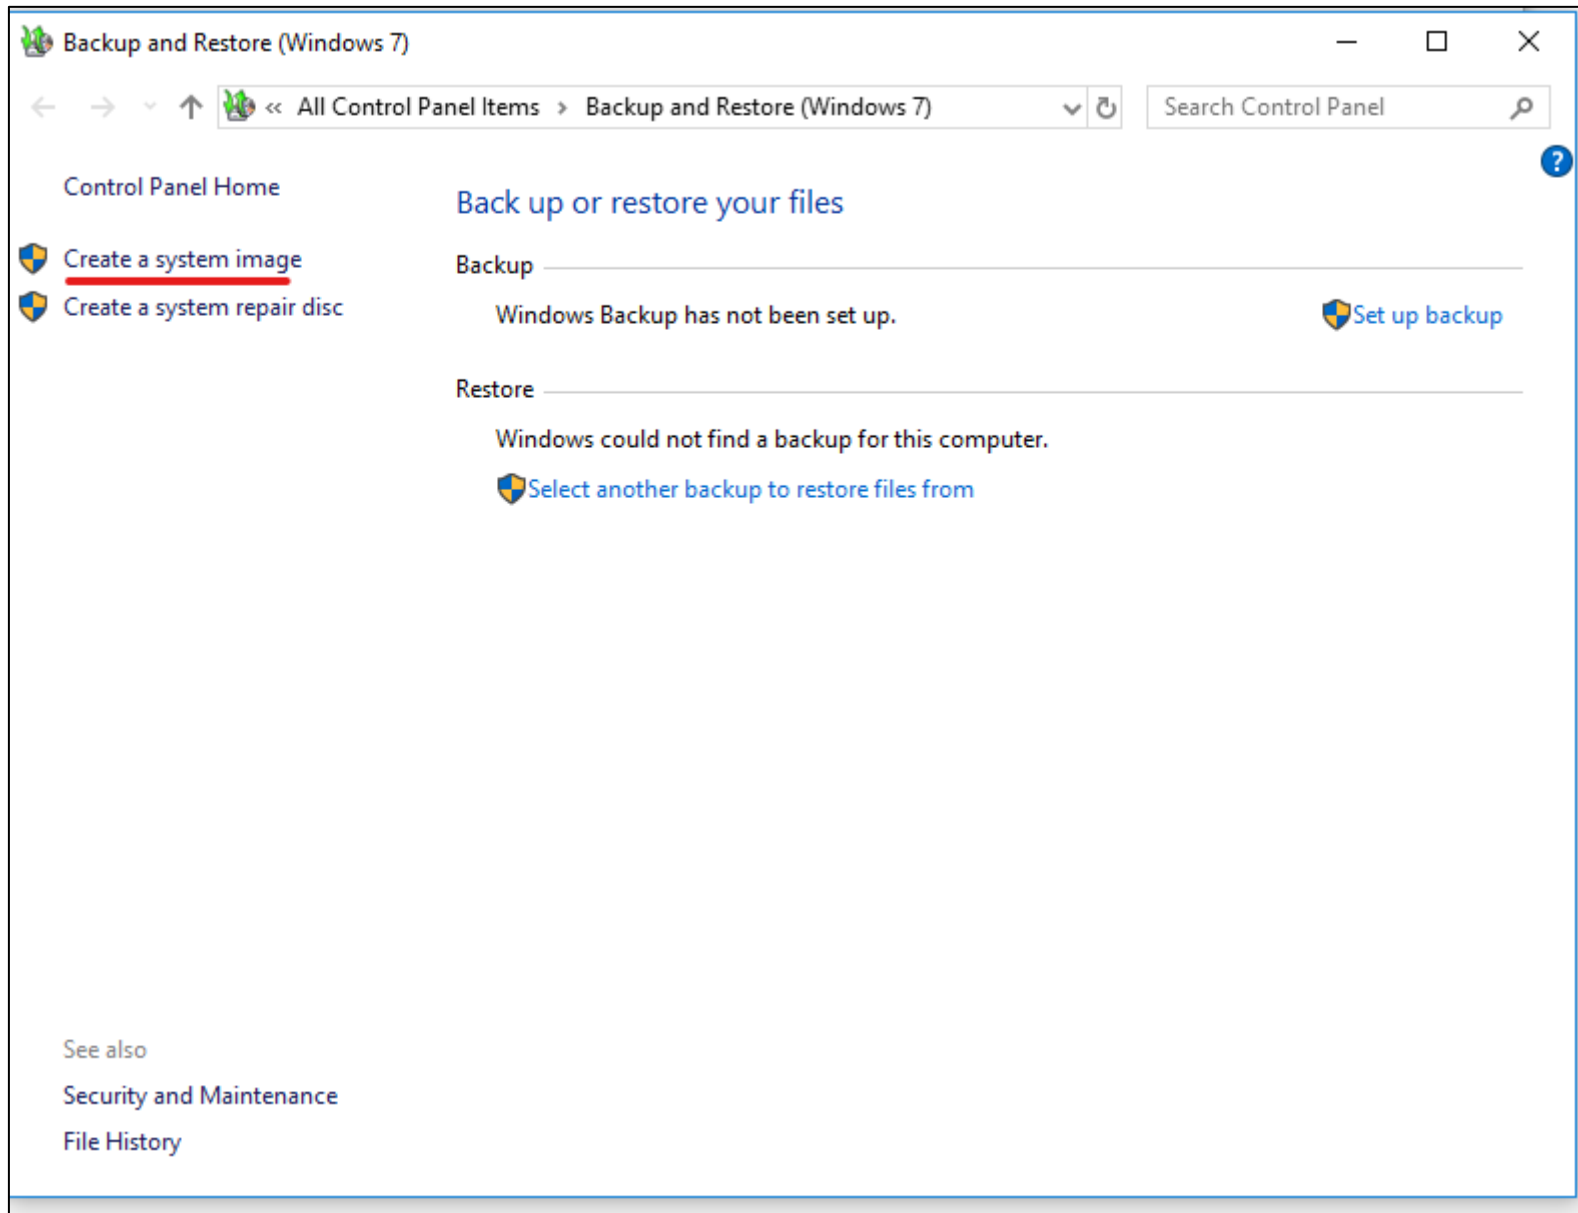 Backup and Restore (Windows 7)
« All Control Panel Items > Backup and Restore (Windows 7)
Search Control Panel
?
Control Panel Home
Create a system image
Create a system repair disc
Back up or restore your files
Backup
Windows Backup has not been set up.
Set up backup
Restore
Windows could not find a backup for this computer.
Select another backup to restore files from
See also
Security and Maintenance
File History